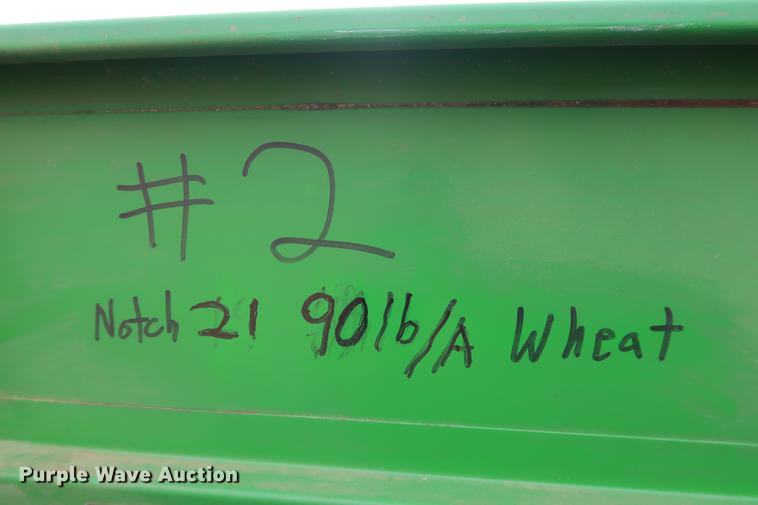 #2
Notch 21 90lb/A Wheat
Purple Wave Auction